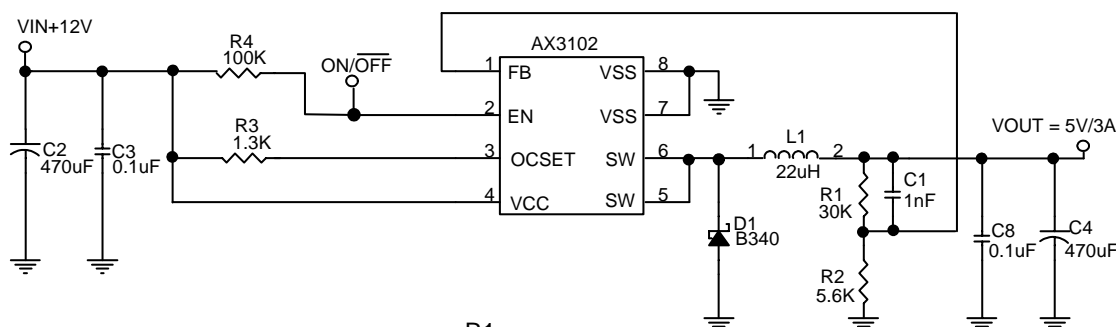 VIN+12V
R4
100K
ON/OFF
AX3102
1
FB
VSS
8
2
EN
VSS
7
R3
1.3K
3
OCSET
SW
6
4
VCC
SW
5
C2
470uF
C3
0.1uF
L1
1
2
22uH
VOUT = 5V/3A
R1
30K
C1
1nF
D1
B340
R2
5.6K
C8
0.1uF
C4
470uF